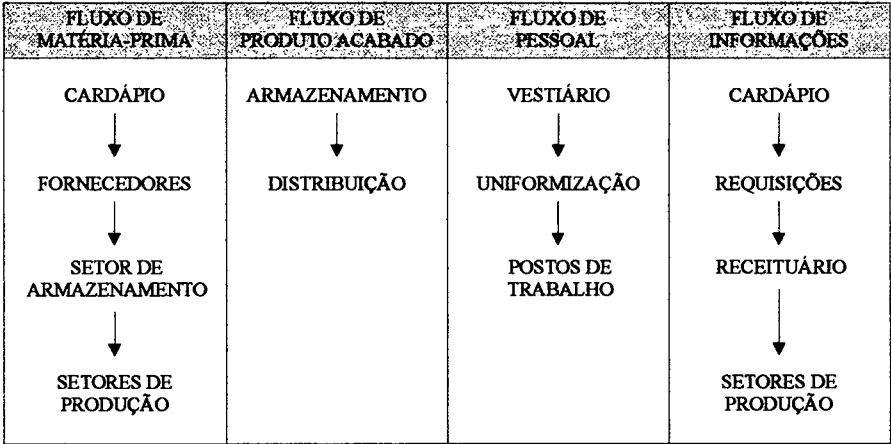 FLUXO DE
MATÉRIA-PRIMA
FLUXO DE
PRODUTO ACABADO
FLUXO DE
PESSOAL
FLUXO DE
INFORMAÇÕES
CARDÁPIO
FORNECEDORES
SETOR DE
ARMAZENAMENTO
SETORES DE
PRODUÇÃO
ARMAZENAMENTO
DISTRIBUIÇÃO
VESTIÁRIO
UNIFORMIZAÇÃO
POSTOS DE
TRABALHO
CARDÁPIO
REQUISIÇÕES
RECEITUÁRIO
SETORES DE
PRODUÇÃO